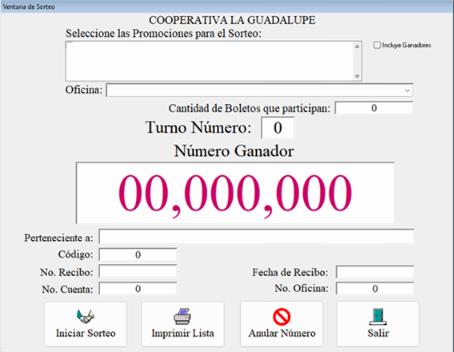 Ventana de Sorteo
COOPERATIVA LA GUADALUPE
Seleccione las Promociones para el Sorteo:
Incluye Ganadores
Oficina:
Cantidad de Boletos que participan: 0
Turno Número: 0
Número Ganador
00,000,000
Perteneciente a:
Código: 0
No. Recibo: Fecha de Recibo:
No. Cuenta: 0 No. Oficina: 0
Iniciar Sorteo Imprimir Lista Anular Número Salir